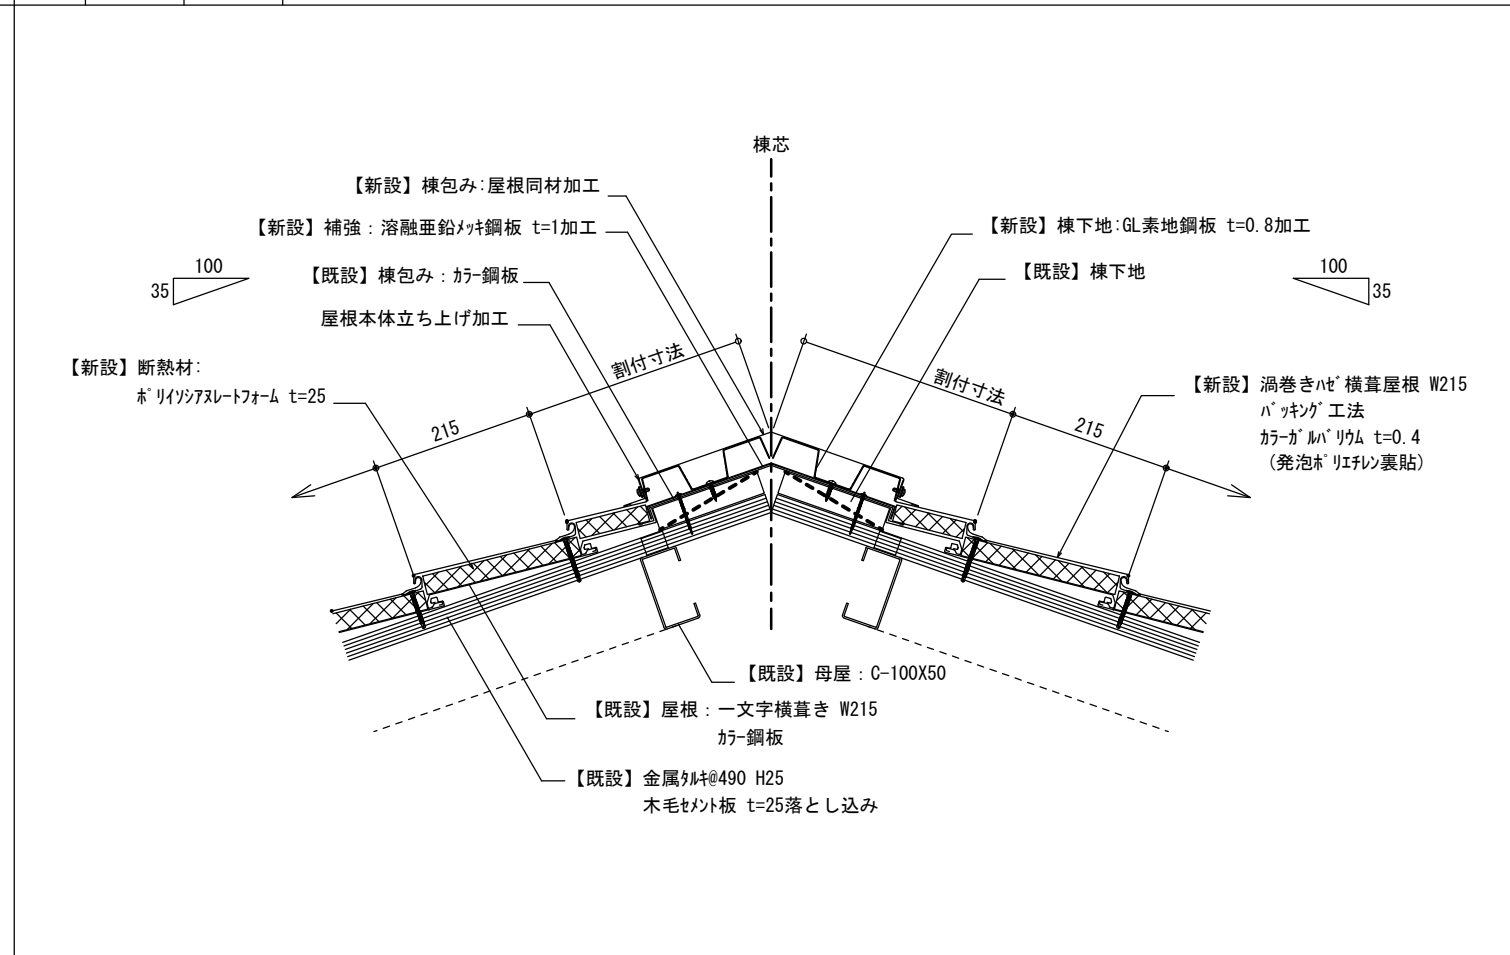 棟芯
【新設】棟包み:屋根同材加工
【新設】補強:溶融亜鉛ﾒｯｷ鋼板 t=1加工
【既設】棟包み:ｶﾗｰ鋼板
屋根本体立ち上げ加工
【新設】断熱材:
ﾎﾟﾘｲｿｼｱﾇﾚｰﾄﾌｫｰﾑ t=25
100
35
【新設】棟下地:GL素地鋼板 t=0.8加工
【既設】棟下地
100
35
割付寸法
215
割付寸法
215
【新設】渦巻きﾊｾﾞ横葺屋根 W215
ﾊﾞｯｷﾝｸﾞ工法
ｶﾗｰｶﾞﾙﾊﾞﾘｳﾑ t=0.4
(発泡ﾎﾟﾘｴﾁﾚﾝ裏貼)
【既設】母屋:C-100X50
【既設】屋根:一文字横葺き W215
ｶﾗｰ鋼板
【既設】金属ﾀﾙｷ@490 H25
木毛ｾﾒﾝﾄ板 t=25落とし込み